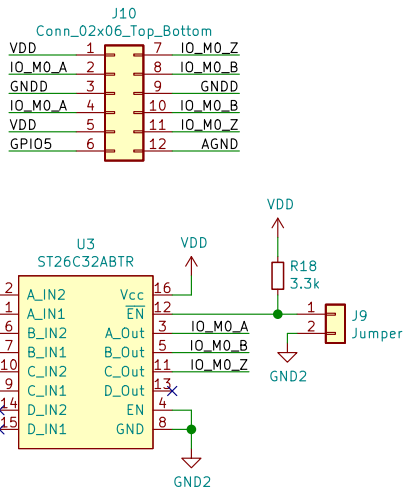 J10
Conn_02x06_Top_Bottom
VDD 1 7 IO_M0_Z
IO_M0_A 2 8 IO_M0_B
GNDD 3 9 GNDD
IO_M0_A 4 10 IO_M0_B
VDD 5 11 IO_M0_Z
GPIO5 6 12 AGND
VDD
U3
ST26C32ABTR
VDD
R18
3.3k
2 A_IN2 Vcc 16
1 A_IN1 EN 12
6 B_IN2 A_Out 3 IO_M0_A
7 B_IN1 B_Out 5 IO_M0_B
10 C_IN2 C_Out 11 IO_M0_Z
9 C_IN1 D_Out 13
14 D_IN2 EN 4
15 D_IN1 GND 8
1 J9
2 Jumper
GND2
GND2